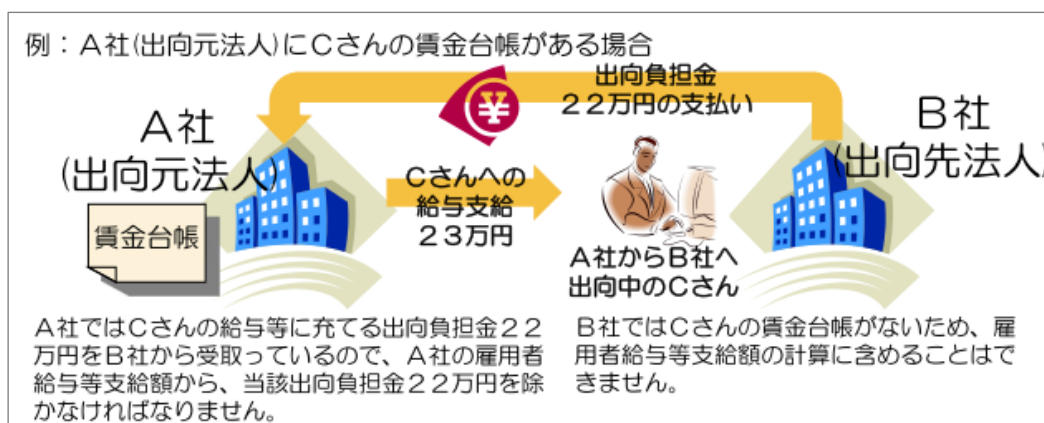 例：Ａ社(出向元法人)にＣさんの賃金台帳がある場合
出向負担金
２２万円の支払い
Ａ社
(出向元法人)
賃金台帳
Ｃさんへの
給与支給
２３万円
Ｂ社
(出向先法人)
Ａ社からＢ社へ
出向中のＣさん
Ａ社ではＣさんの給与等に充てる出向負担金２２
万円をＢ社から受取っているので、Ａ社の雇用者
給与等支給額から、当該出向負担金２２万円を除
かなければなりません。
Ｂ社ではＣさんの賃金台帳がないため、雇
用者給与等支給額の計算に含めることはで
きません。